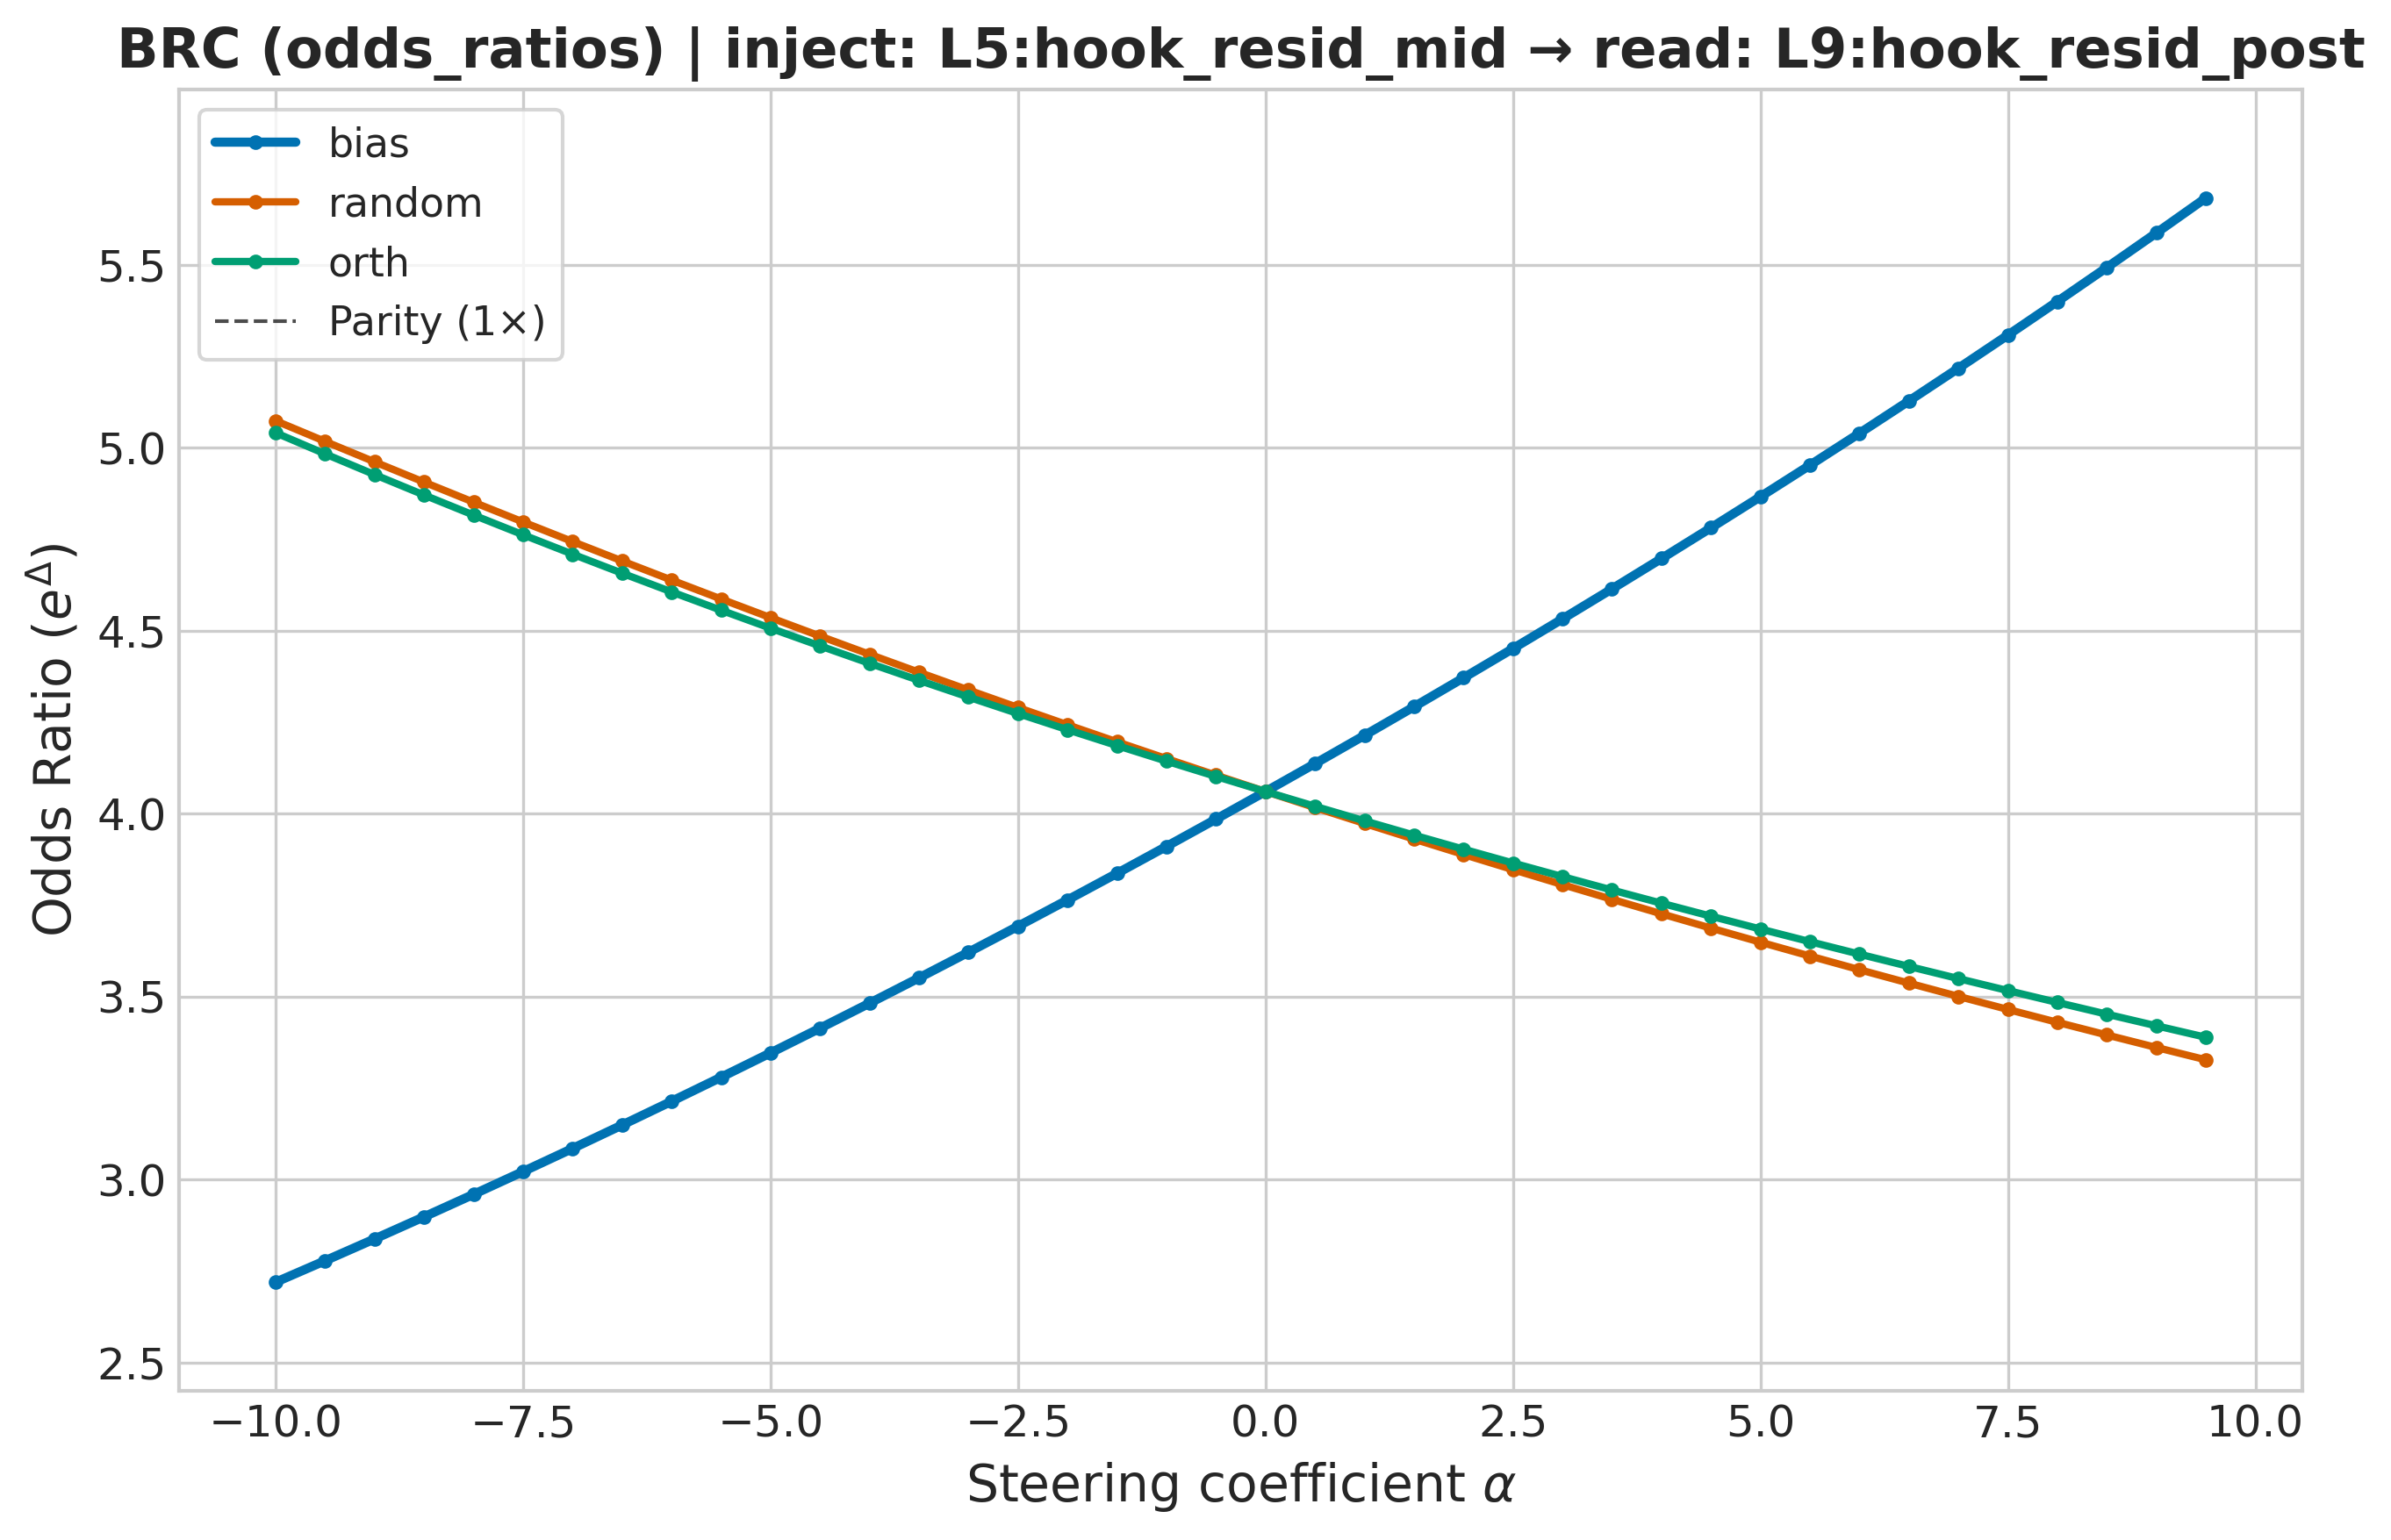 BRC (odds_ratios) | inject: L5:hook_resid_mid → read: L9:hook_resid_post
bias
random
orth
Parity (1×)
Odds Ratio (e^Δ)
5.5
5.0
4.5
4.0
3.5
3.0
2.5
−10.0 −7.5 −5.0 −2.5 0.0 2.5 5.0 7.5 10.0
Steering coefficient α